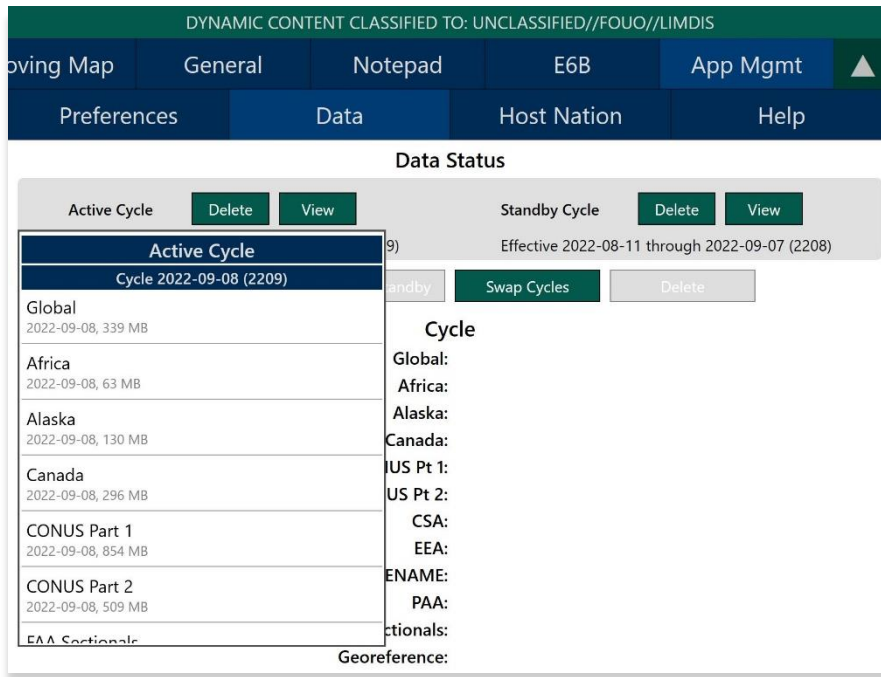 DYNAMIC CONTENT CLASSIFIED TO: UNCLASSIFIED//FOUO//LIMDIS
oving Map General Notepad E6B App Mgmt
Preferences Data Host Nation Help
Data Status
Active Cycle Delete View Standby Cycle Delete View
9) Effective 2022-08-11 through 2022-09-07 (2208)
Active Cycle
Cycle 2022-09-08 (2209)
Global
2022-09-08, 339 MB
Africa
2022-09-08, 63 MB
Alaska
2022-09-08, 130 MB
Canada
2022-09-08, 296 MB
CONUS Part 1
2022-09-08, 854 MB
CONUS Part 2
2022-09-08, 509 MB
FAA Sectionals
andby Swap Cycles Delete
Cycle
Global:
Africa:
Alaska:
Canada:
IUS Pt 1:
US Pt 2:
CSA:
EEA:
ENAME:
PAA:
ctionals:
Georeference: